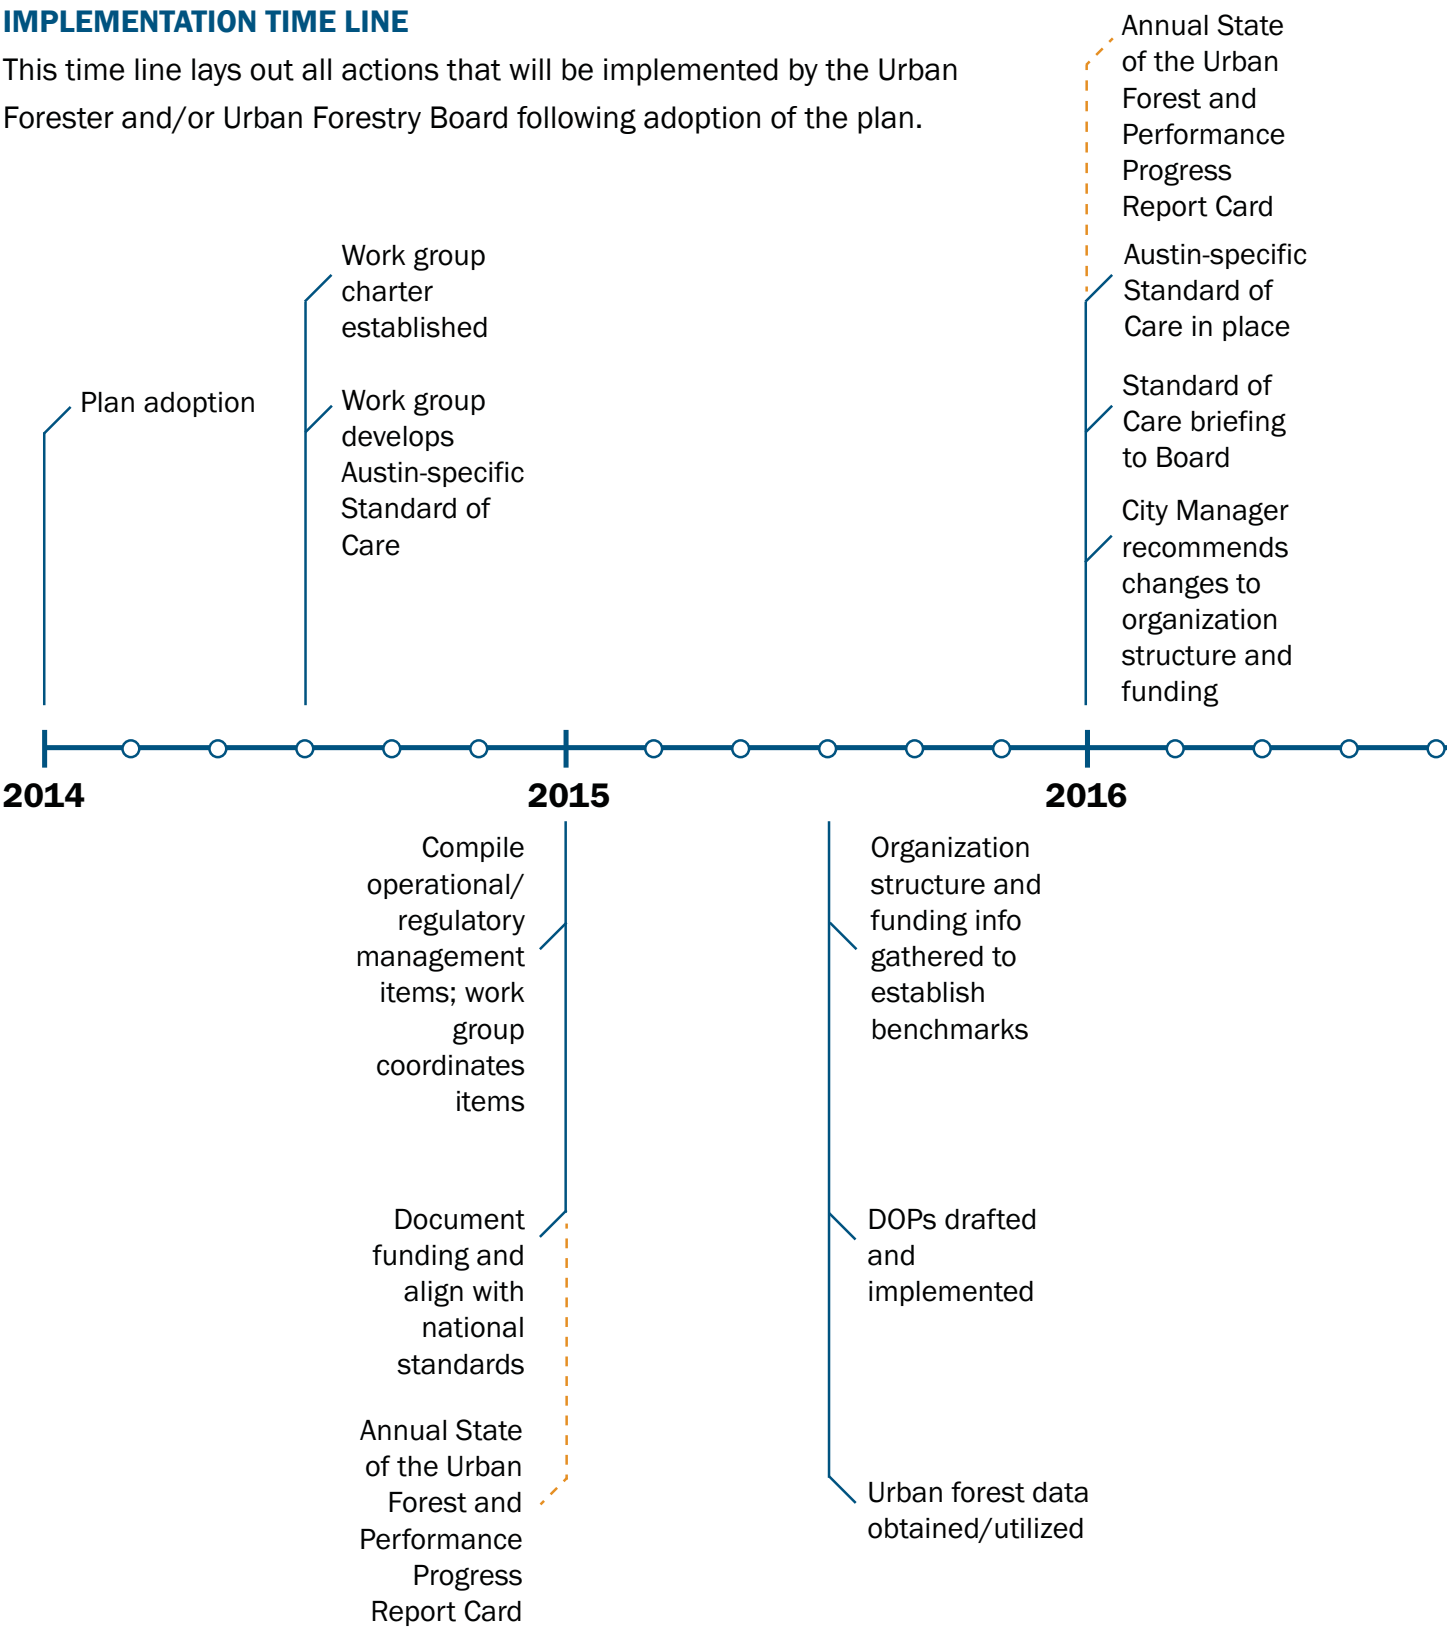 IMPLEMENTATION TIME LINE
This time line lays out all actions that will be implemented by the Urban
Forester and/or Urban Forestry Board following adoption of the plan.
Plan adoption
Work group
charter
established
Work group
develops
Austin-specific
Standard of
Care
Annual State
of the Urban
Forest and
Performance
Progress
Report Card
Austin-specific
Standard of
Care in place
Standard of
Care briefing
to Board
City Manager
recommends
changes to
organization
structure and
funding
2014
2015
2016
Compile
operational/
regulatory
management
items; work
group
coordinates
items
Document
funding and
align with
national
standards
Annual State
of the Urban
Forest and
Performance
Progress
Report Card
Organization
structure and
funding info
gathered to
establish
benchmarks
DOPs drafted
and
implemented
Urban forest data
obtained/utilized